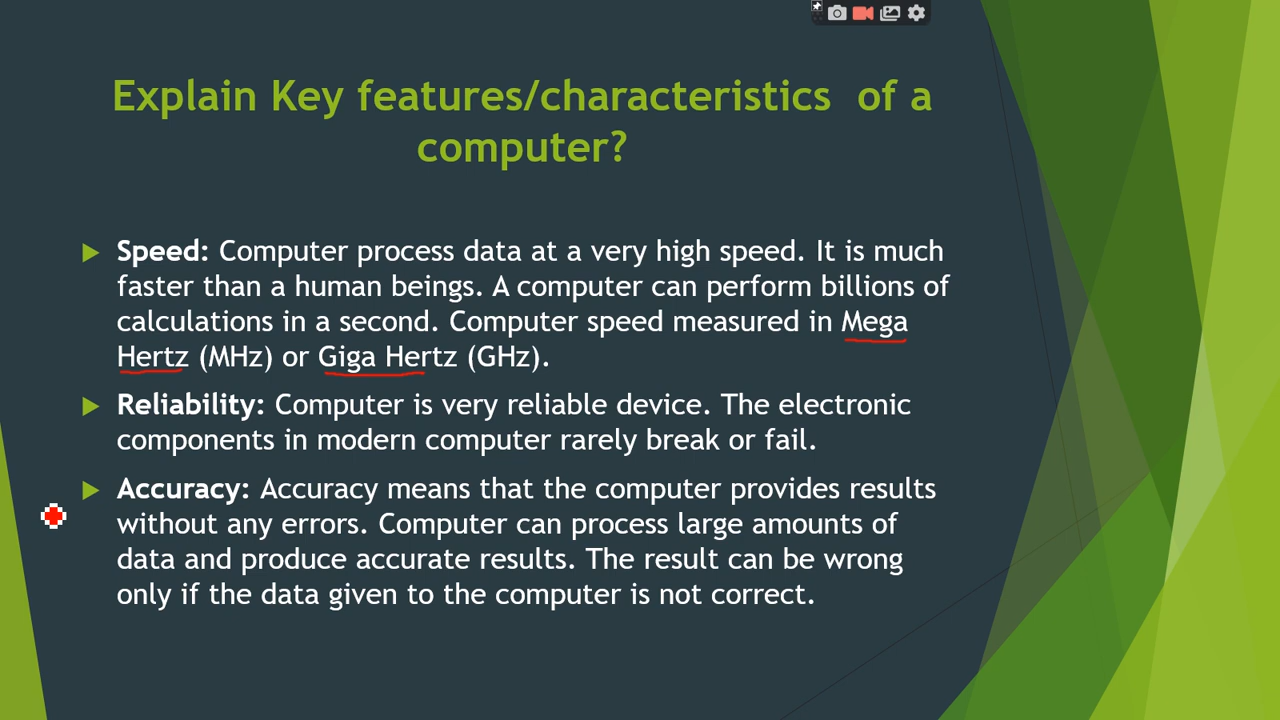 Explain Key features/characteristics of a
computer?
Speed: Computer process data at a very high speed. It is much
faster than a human beings. A computer can perform billions of
calculations in a second. Computer speed measured in Mega
Hertz (MHz) or Giga Hertz (GHz).
Reliability: Computer is very reliable device. The electronic
components in modern computer rarely break or fail.
Accuracy: Accuracy means that the computer provides results
without any errors. Computer can process large amounts of
data and produce accurate results. The result can be wrong
only if the data given to the computer is not correct.